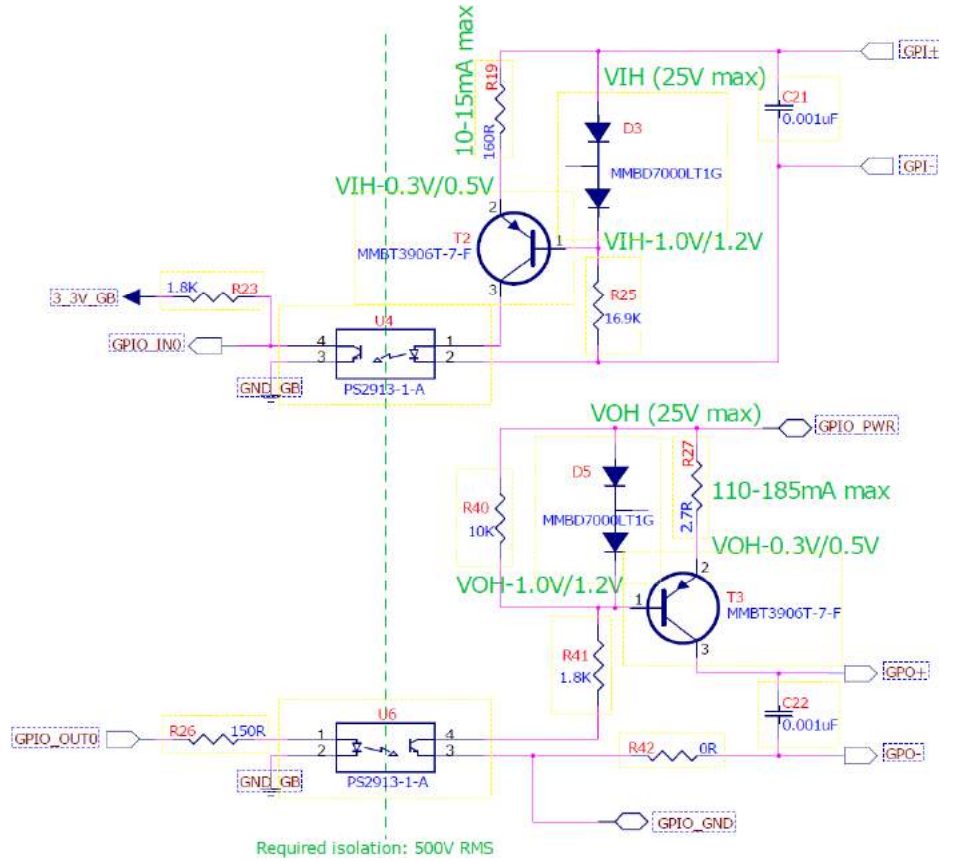 GPI+
10-15mA max
R19
160R
VIH (25V max)
C21
0.001uF
D3
MMBD7000LT1G
GPI-
VIH-0.3V/0.5V
2
T2
MMBT3906T-7-F
1
3
VIH-1.0V/1.2V
R25
16.9K
3_3V_GB
1.8K
R23
U4
GPIO_IN0
4
1
3
2
GND_GB
PS2913-1-A
VOH (25V max)
GPIO_PWR
R27
2.7R
D5
110-185mA max
R40
10K
MMBD7000LT1G
VOH-0.3V/0.5V
VOH-1.0V/1.2V
2
1
T3
MMBT3906T-7-F
3
R41
1.8K
GPO+
U6
C22
0.001uF
GPIO_OUT0
R26
150R
1
4
2
3
R42
0R
GPO-
GND_GB
PS2913-1-A
GPIO_GND
Required isolation: 500V RMS